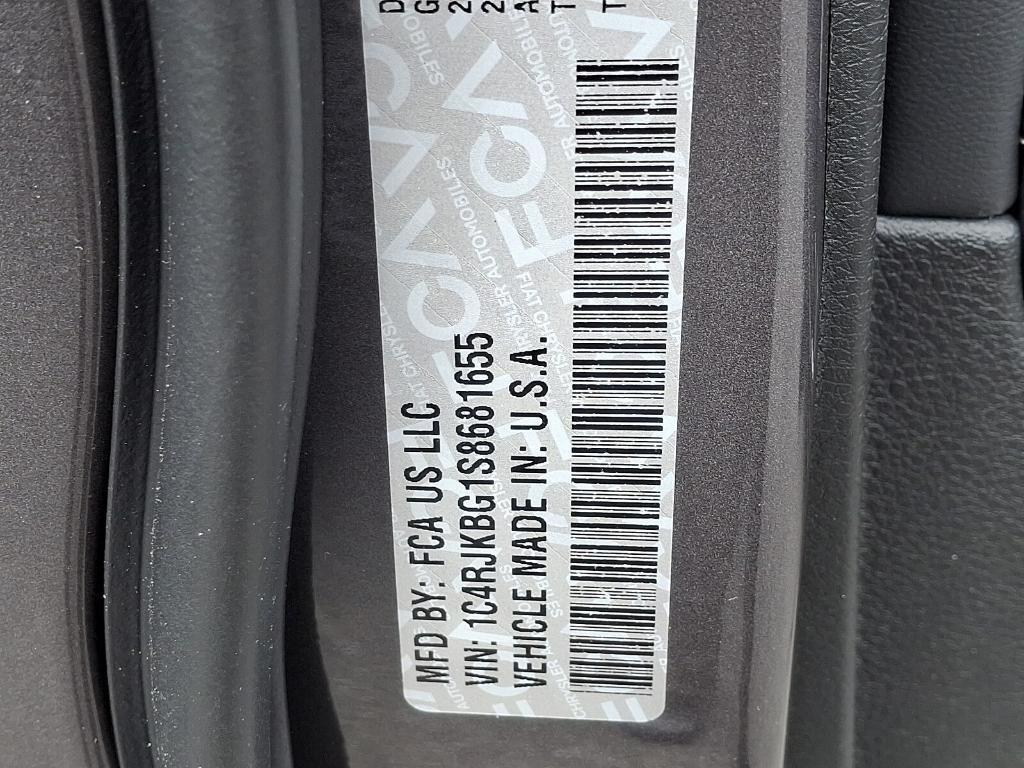 MFD BY: FCA US LLC
VIN: 1C4RJKBG1S8681655
VEHICLE MADE IN: U.S.A.